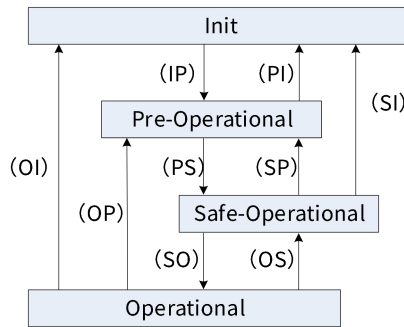 Init
(IP) (PI)
(SI)
Pre-Operational
(OI)
(PS) (SP)
(OP)
Safe-Operational
(SO) (OS)
Operational